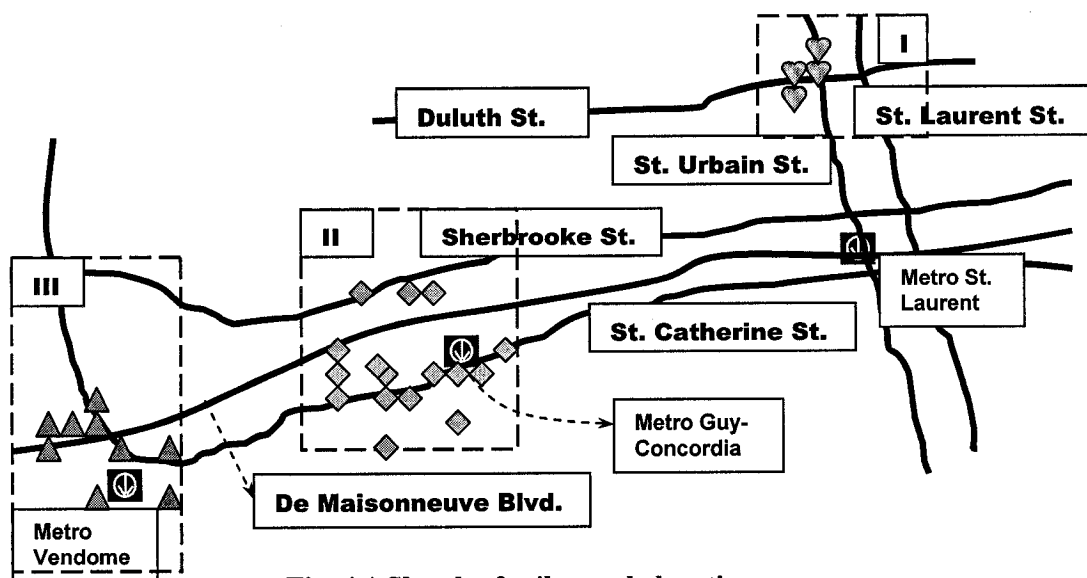 I
Duluth St.
St. Laurent St.
St. Urbain St.
II
Sherbrooke St.
III
Metro St.
Laurent
St. Catherine St.
Metro Guy-
Concordia
De Maisonneuve Blvd.
Metro
Vendome